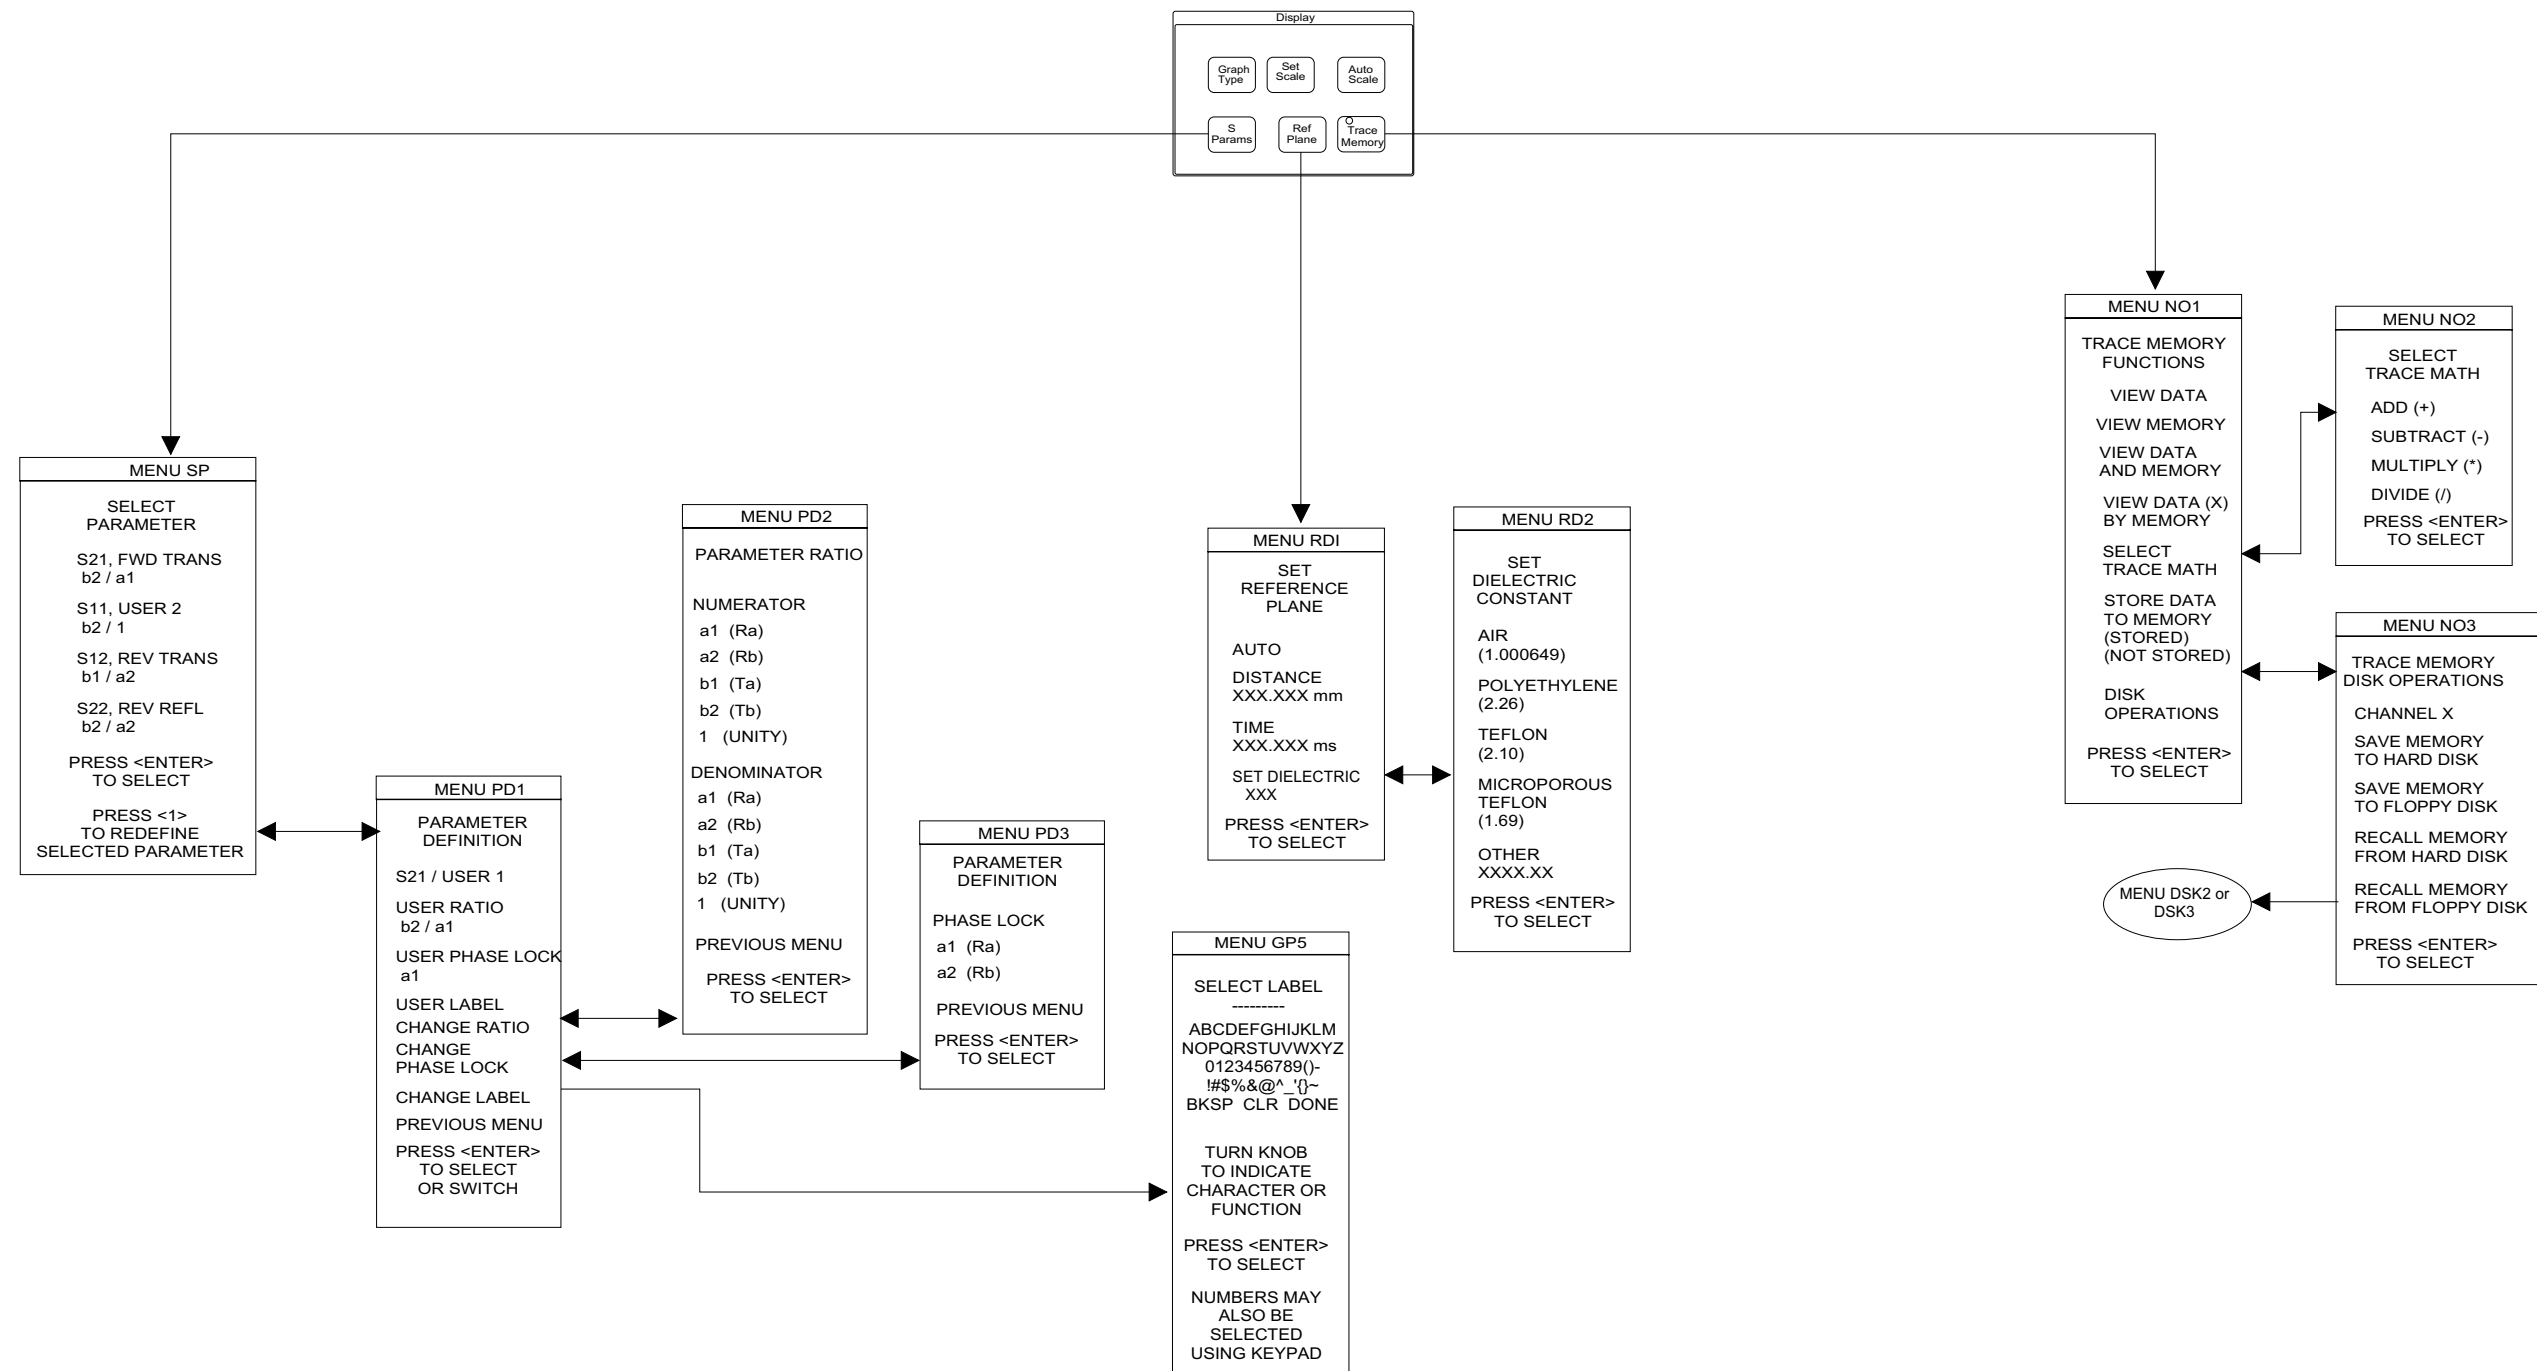 Display
Graph
Type
Set
Scale
Auto
Scale
S
Params
Ref
Plane
Trace
Memory
MENU SP
SELECT
PARAMETER
S21, FWD TRANS
b2 / a1
S11, USER 2
b2 / 1
S12, REV TRANS
b1 / a2
S22, REV REFL
b2 / a2
PRESS <ENTER>
TO SELECT
PRESS <1>
TO REDEFINE
SELECTED PARAMETER
MENU PD1
PARAMETER
DEFINITION
S21 / USER 1
USER RATIO
b2 / a1
USER PHASE LOCK
a1
USER LABEL
CHANGE RATIO
CHANGE
PHASE LOCK
CHANGE LABEL
PREVIOUS MENU
PRESS <ENTER>
TO SELECT
OR SWITCH
MENU PD2
PARAMETER RATIO
NUMERATOR
a1 (Ra)
a2 (Rb)
b1 (Ta)
b2 (Tb)
1 (UNITY)
DENOMINATOR
a1 (Ra)
a2 (Rb)
b1 (Ta)
b2 (Tb)
1 (UNITY)
PREVIOUS MENU
PRESS <ENTER>
TO SELECT
MENU PD3
PARAMETER
DEFINITION
PHASE LOCK
a1 (Ra)
a2 (Rb)
PREVIOUS MENU
PRESS <ENTER>
TO SELECT
MENU GP5
SELECT LABEL
---------
ABCDEFGHIJKLM
NOPQRSTUVWXYZ
0123456789()-
!#$%&@^_'{}~
BKSP CLR DONE
TURN KNOB
TO INDICATE
CHARACTER OR
FUNCTION
PRESS <ENTER>
TO SELECT
NUMBERS MAY
ALSO BE
SELECTED
USING KEYPAD
MENU RDI
SET
REFERENCE
PLANE
AUTO
DISTANCE
XXX.XXX mm
TIME
XXX.XXX ms
SET DIELECTRIC
XXX
PRESS <ENTER>
TO SELECT
MENU RD2
SET
DIELECTRIC
CONSTANT
AIR
(1.000649)
POLYETHYLENE
(2.26)
TEFLON
(2.10)
MICROPOROUS
TEFLON
(1.69)
OTHER
XXXX.XX
PRESS <ENTER>
TO SELECT
MENU NO1
TRACE MEMORY
FUNCTIONS
VIEW DATA
VIEW MEMORY
VIEW DATA
AND MEMORY
VIEW DATA (X)
BY MEMORY
SELECT
TRACE MATH
STORE DATA
TO MEMORY
(STORED)
(NOT STORED)
DISK
OPERATIONS
PRESS <ENTER>
TO SELECT
MENU NO2
SELECT
TRACE MATH
ADD (+)
SUBTRACT (-)
MULTIPLY (*)
DIVIDE (/)
PRESS <ENTER>
TO SELECT
MENU NO3
TRACE MEMORY
DISK OPERATIONS
CHANNEL X
SAVE MEMORY
TO HARD DISK
SAVE MEMORY
TO FLOPPY DISK
RECALL MEMORY
FROM HARD DISK
RECALL MEMORY
FROM FLOPPY DISK
PRESS <ENTER>
TO SELECT
MENU DSK2 or
DSK3